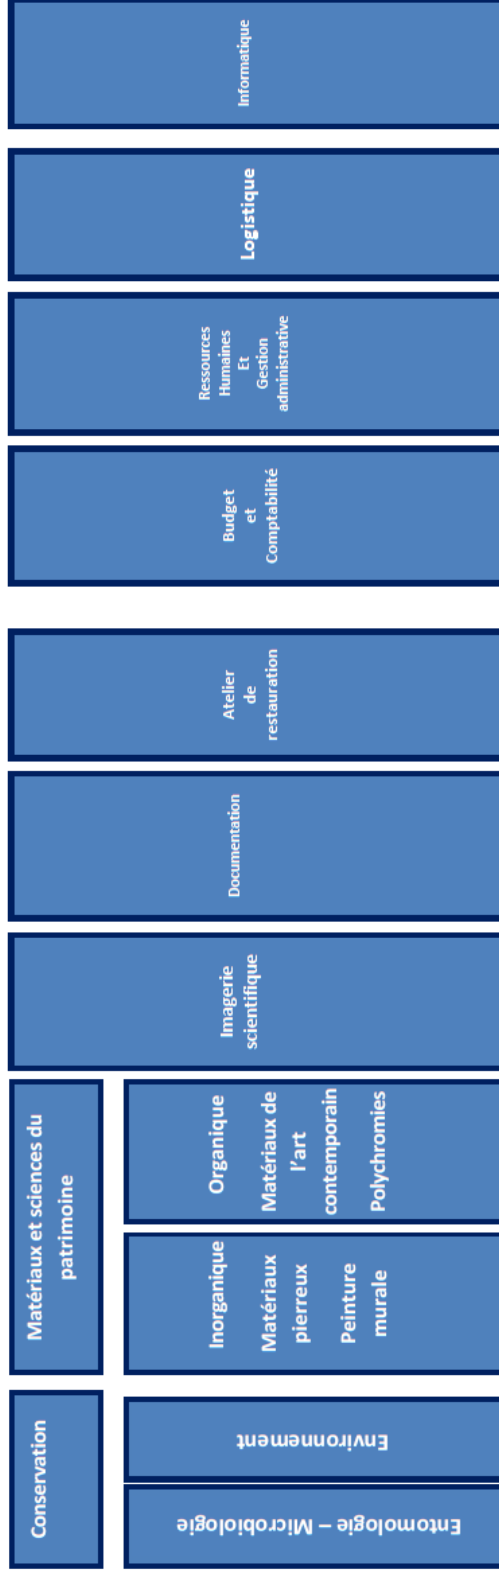 Conservation
Entomologie – Microbiologie
Environnement
Matériaux et sciences du
patrimoine
Inorganique
Matériaux
pierreux
Peinture
murale
Organique
Matériaux de
l'art
contemporain
Polychromies
Imagerie
scientifique
Documentation
Atelier
de
restauration
Budget
et
Comptabilité
Ressources
Humaines
Et
Gestion
administrative
Logistique
Informatique